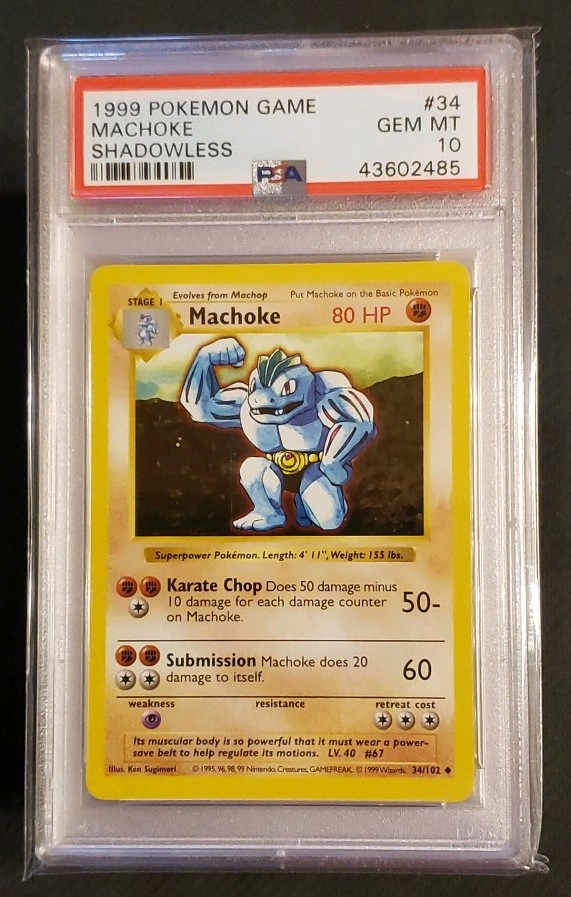 1999 POKEMON GAME #34
MACHOKE GEM MT
SHADOWLESS 10
PSA 43602485
STAGE 1 Evolves from Machop Put Machoke on the Basic Pokémon
Machoke 80 HP
Superpower Pokémon. Length: 4' 11", Weight: 155 lbs.
Karate Chop Does 50 damage minus
10 damage for each damage counter 50-
on Machoke.
Submission Machoke does 20 60
damage to itself.
weakness resistance retreat cost
Its muscular body is so powerful that it must wear a power-
save belt to help regulate its motions. LV. 40 #67
Illus. Ken Sugimori © 1995, 96, 98, 99 Nintendo, Creatures, GAMEFREAK. © 1999 Wizards. 34/102